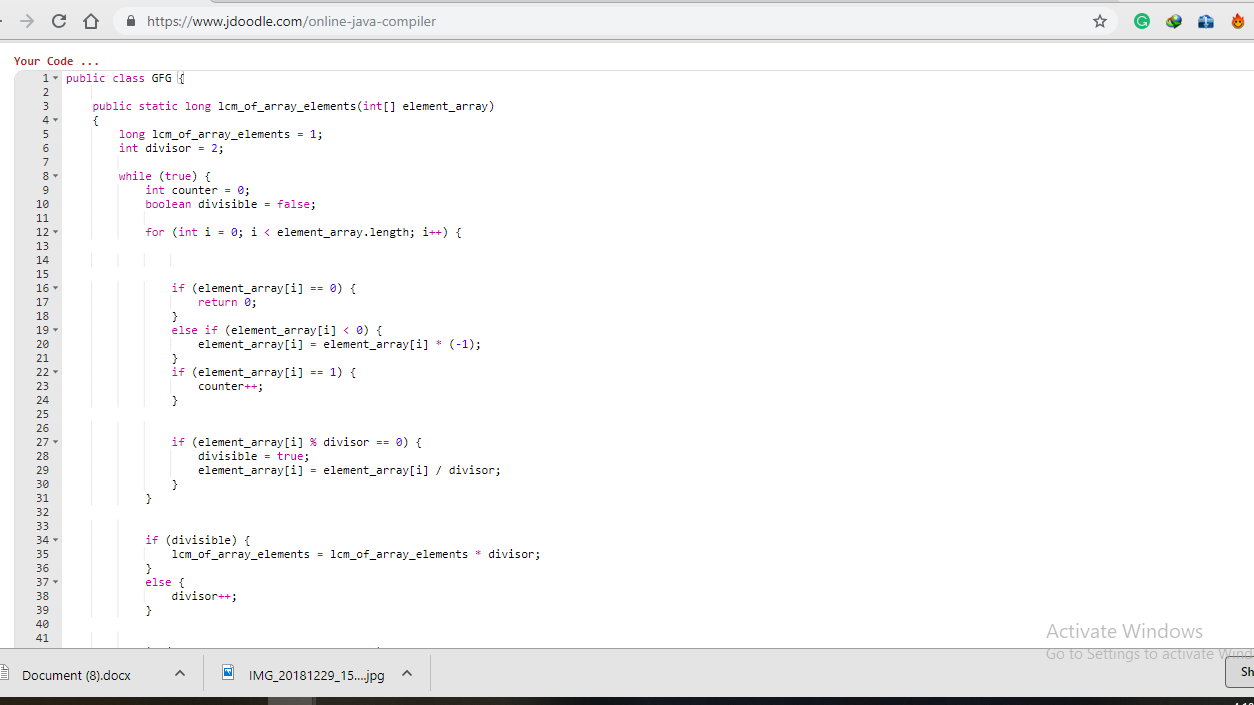 https://www.jdoodle.com/online-java-compiler
Your Code ...
1 public class GFG {
2
3 public static long lcm_of_array_elements(int[] element_array)
4 {
5 long lcm_of_array_elements = 1;
6 int divisor = 2;
7
8 while (true) {
9 int counter = 0;
10 boolean divisible = false;
11
12 for (int i = 0; i < element_array.length; i++) {
13
14
15
16 if (element_array[i] == 0) {
17 return 0;
18 }
19 else if (element_array[i] < 0) {
20 element_array[i] = element_array[i] * (-1);
21 }
22 if (element_array[i] == 1) {
23 counter++;
24 }
25
26
27 if (element_array[i] % divisor == 0) {
28 divisible = true;
29 element_array[i] = element_array[i] / divisor;
30 }
31 }
32
33
34 if (divisible) {
35 lcm_of_array_elements = lcm_of_array_elements * divisor;
36 }
37 else {
38 divisor++;
39 }
40
41
Activate Windows
Go to Settings to activate Wind
Document (8).docx
IMG_20181229_15....jpg
Sh